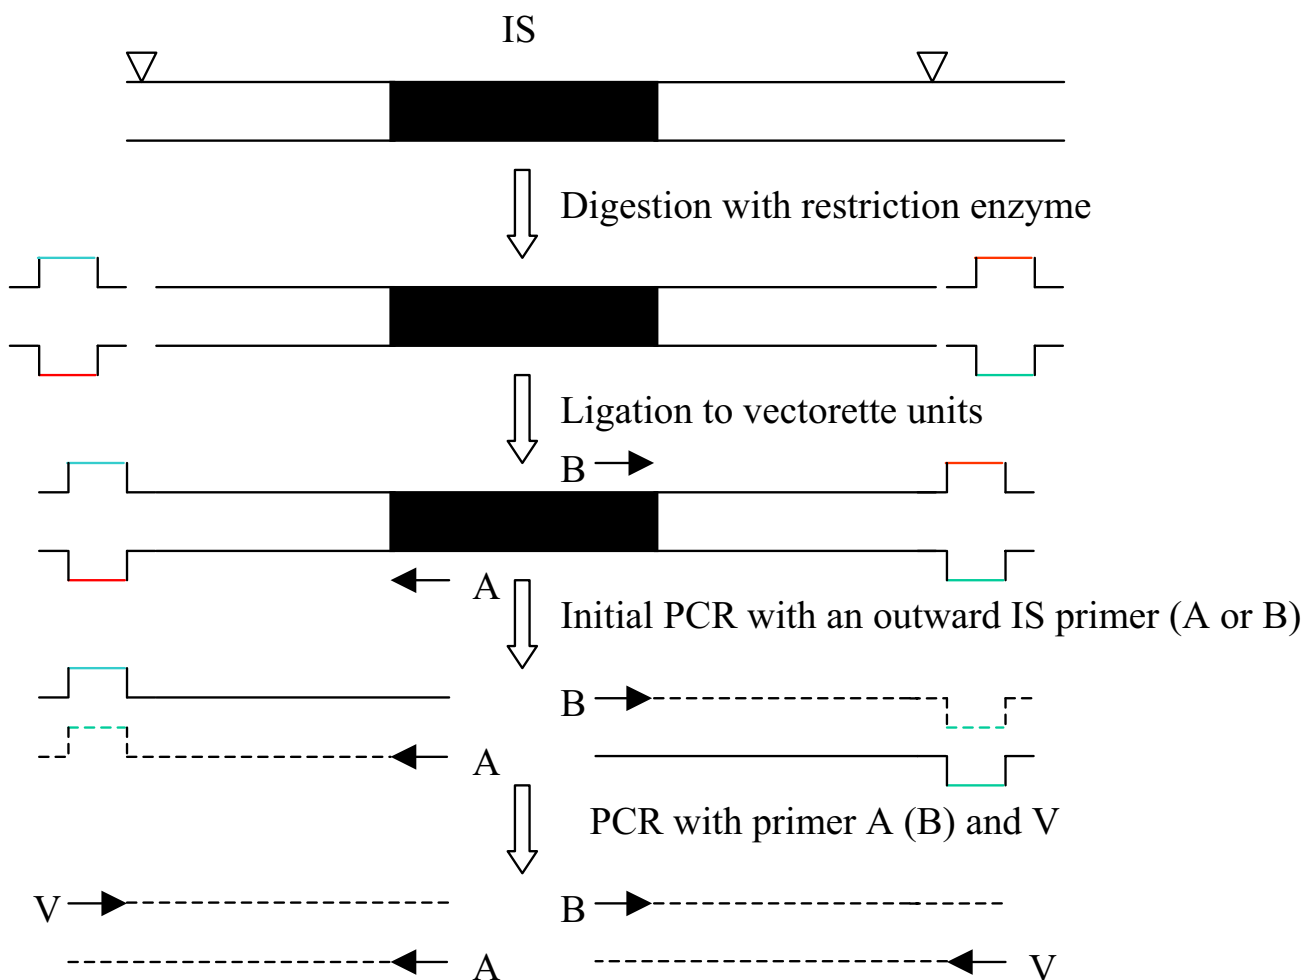 IS
Digestion with restriction enzyme
Ligation to vectorette units
B
A
Initial PCR with an outward IS primer (A or B)
B
A
PCR with primer A (B) and V
V
B
A
V